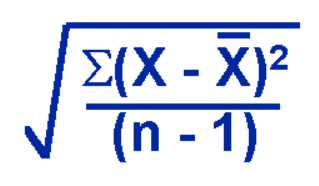 √
Σ(X - X̅)²
(n - 1)